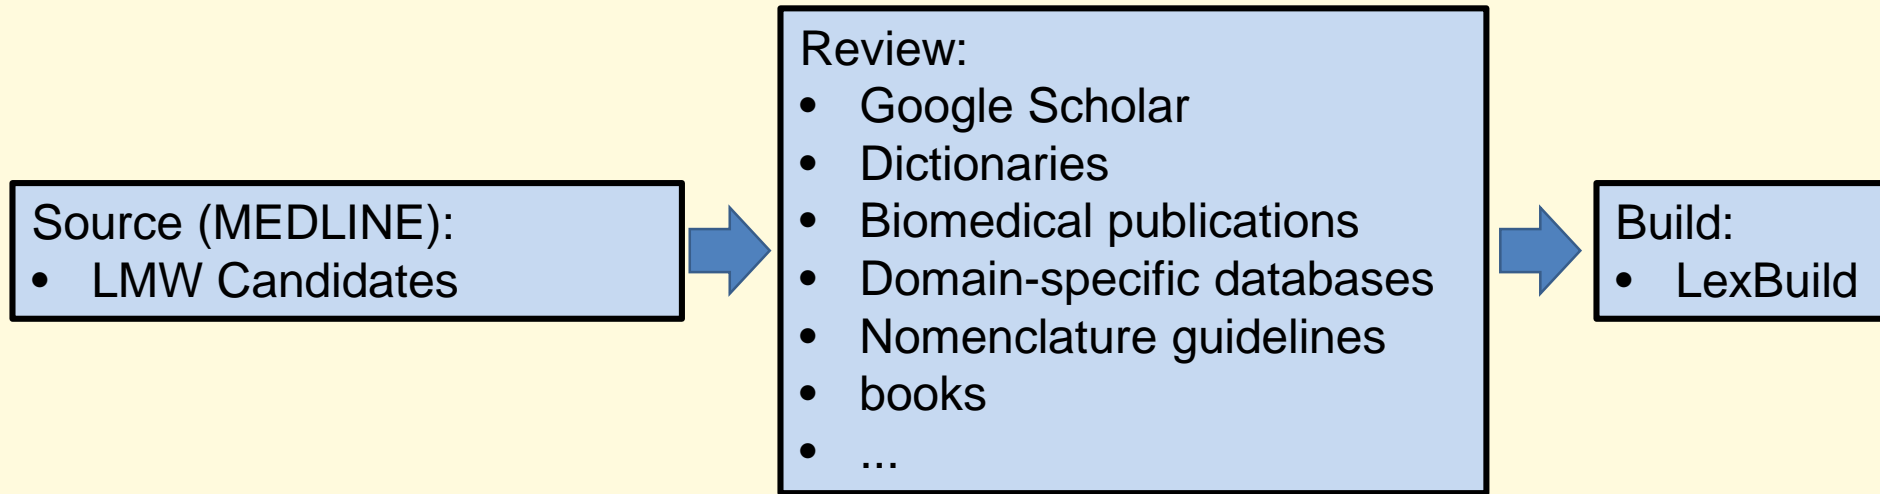 Source (MEDLINE):
• LMW Candidates
Review:
• Google Scholar
• Dictionaries
• Biomedical publications
• Domain-specific databases
• Nomenclature guidelines
• books
• ...
Build:
• LexBuild